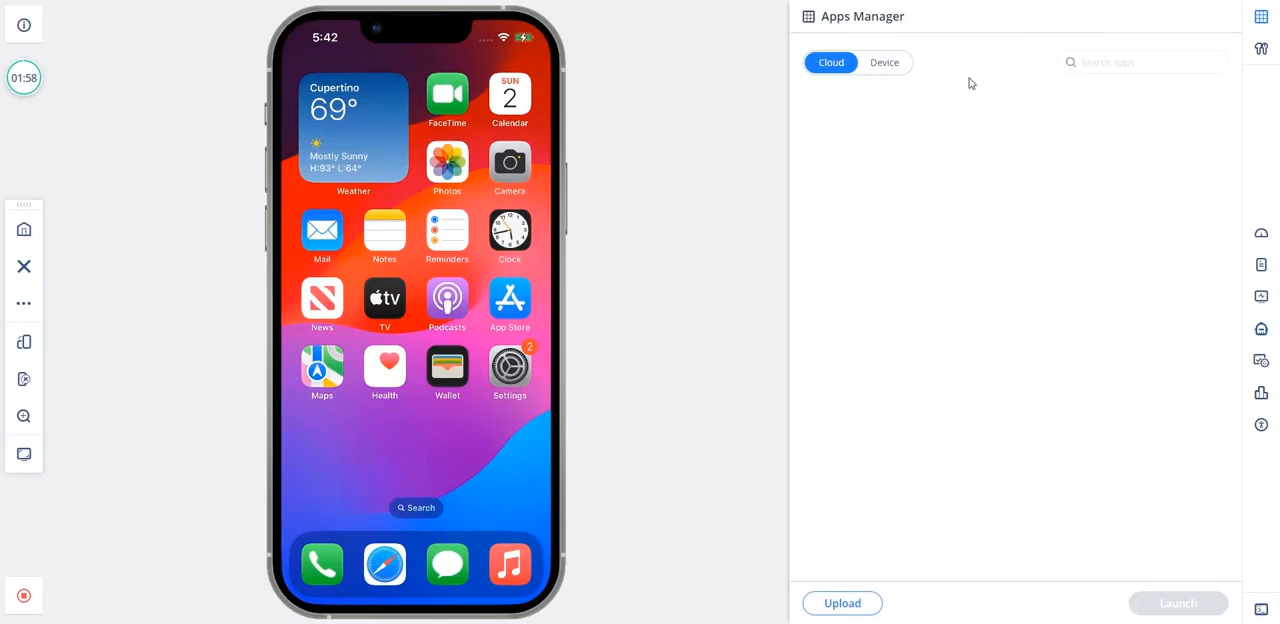 01:58
5:42
Cupertino
69°
Mostly Sunny
H:93° L:64°
Weather
FaceTime
SUN
2
Calendar
Photos
Camera
Mail
Notes
Reminders
Clock
News
tv
TV
Podcasts
App Store
Maps
Health
Wallet
2
Settings
Search
Apps Manager
Cloud
Device
Search apps
Upload
Launch